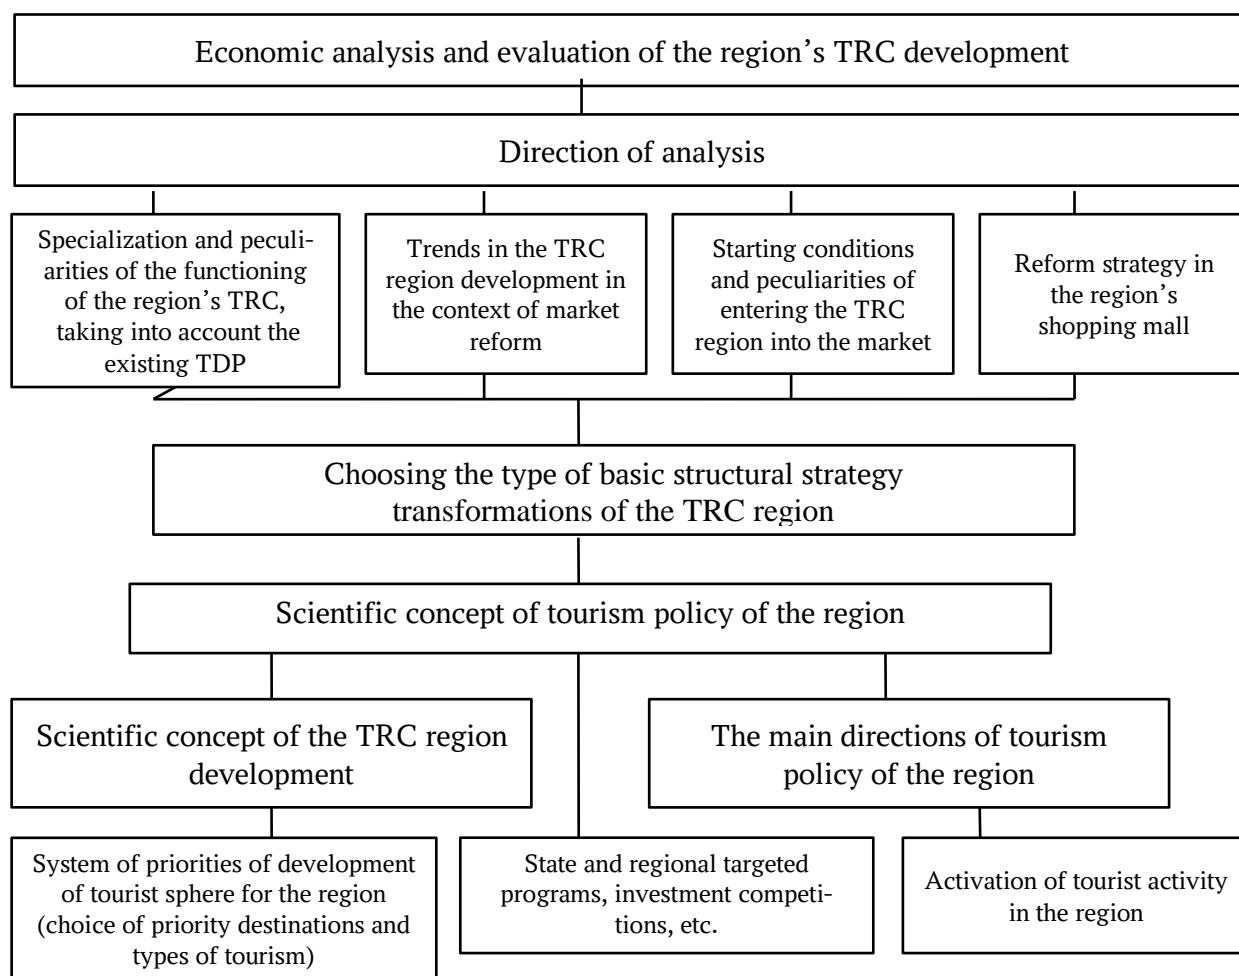 Economic analysis and evaluation of the region’s TRC development
Direction of analysis
Specialization and peculi-
arities of the functioning
of the region’s TRC,
taking into account the
existing TDP
Trends in the TRC
region development in
the context of market
reform
Starting conditions
and peculiarities of
entering the TRC
region into the market
Reform strategy in
the region’s
shopping mall
Choosing the type of basic structural strategy
transformations of the TRC region
Scientific concept of tourism policy of the region
Scientific concept of the TRC region
development
The main directions of tourism
policy of the region
System of priorities of development
of tourist sphere for the region
(choice of priority destinations and
types of tourism)
State and regional targeted
programs, investment competi-
tions, etc.
Activation of tourist activity
in the region